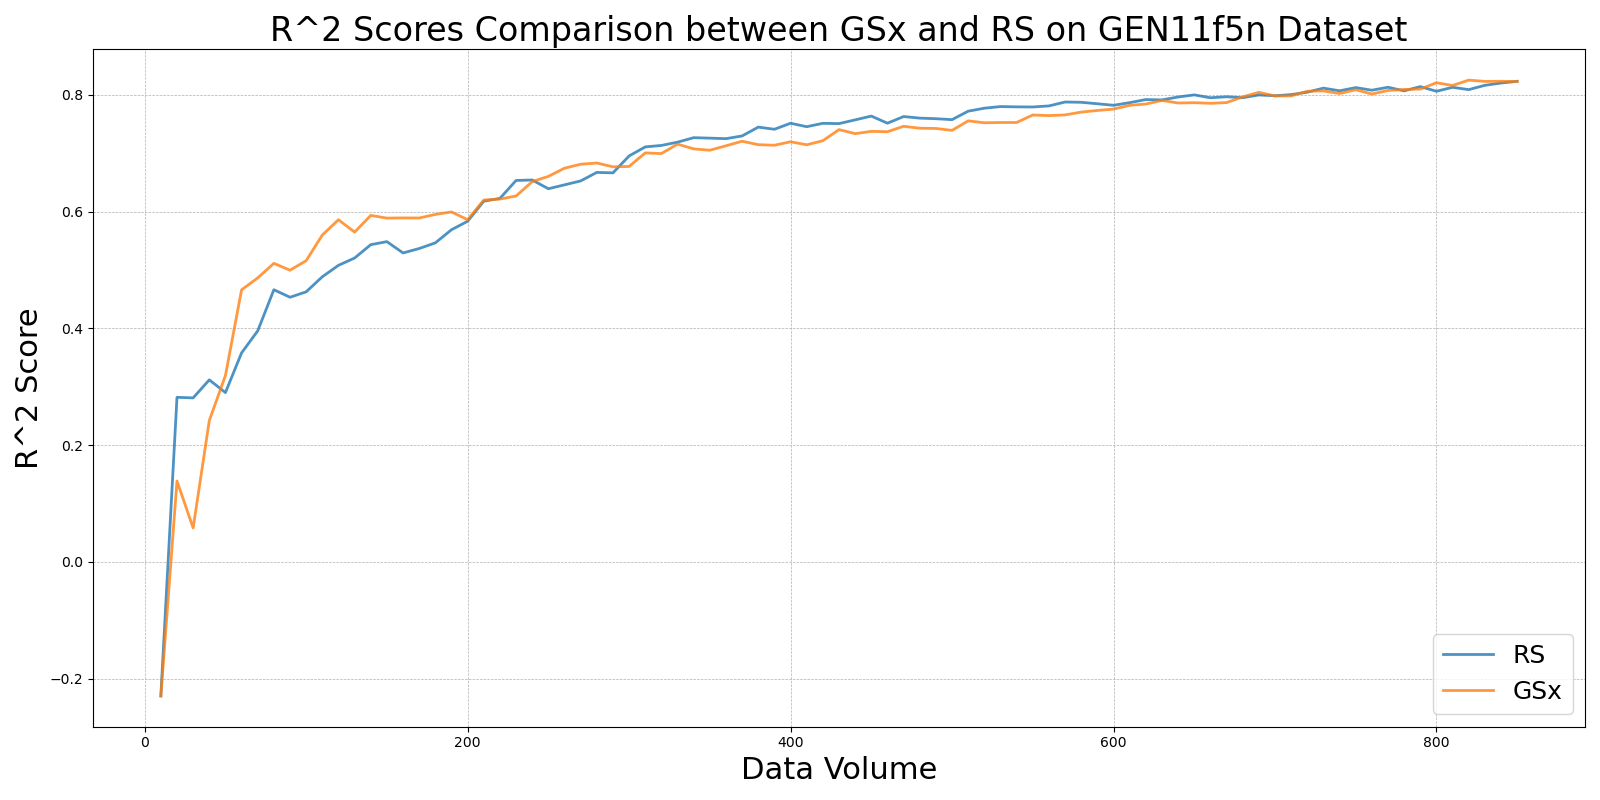 R^2 Scores Comparison between GSx and RS on GEN11f5n Dataset
R^2 Score
0.8
0.6
0.4
0.2
0.0
−0.2
0 200 400 600 800
Data Volume
RS
GSx